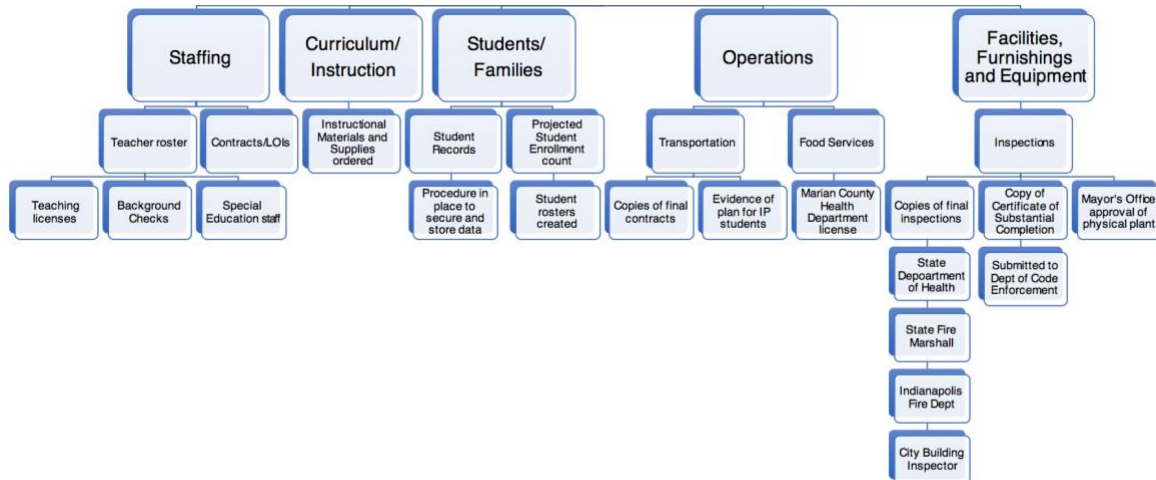 Staffing
Curriculum/
Instruction
Students/
Families
Operations
Facilities,
Furnishings
and Equipment
Teacher roster
Contracts/LOIs
Instructional
Materials and
Supplies
ordered
Student
Records
Projected
Student
Enrollment
count
Transportation
Food Services
Inspections
Teaching
licenses
Background
Checks
Special
Education staff
Procedure in
place to
secure and
store data
Student
rosters
created
Copies of final
contracts
Evidence of
plan for IP
students
Marian County
Health
Department
license
Copies of final
inspections
Copy of
Certificate of
Substantial
Completion
Mayor's Office
approval of
physical plant
State
Depoartment
of Health
Submitted to
Dept of Code
Enforcement
State Fire
Marshall
Indianapolis
Fire Dept
City Building
Inspector